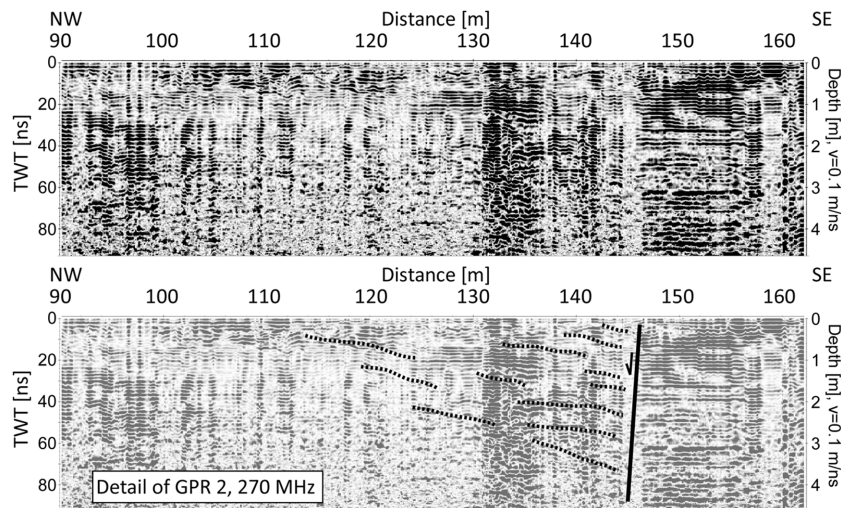 NW Distance [m] SE
90 100 110 120 130 140 150 160
0 0
20 1
40 2
60 3
80 4
TWT [ns]
Depth [m], v=0.1 m/ns
NW Distance [m] SE
90 100 110 120 130 140 150 160
0 0
20 1
40 2
60 3
80 4
TWT [ns]
Depth [m], v=0.1 m/ns
Detail of GPR 2, 270 MHz